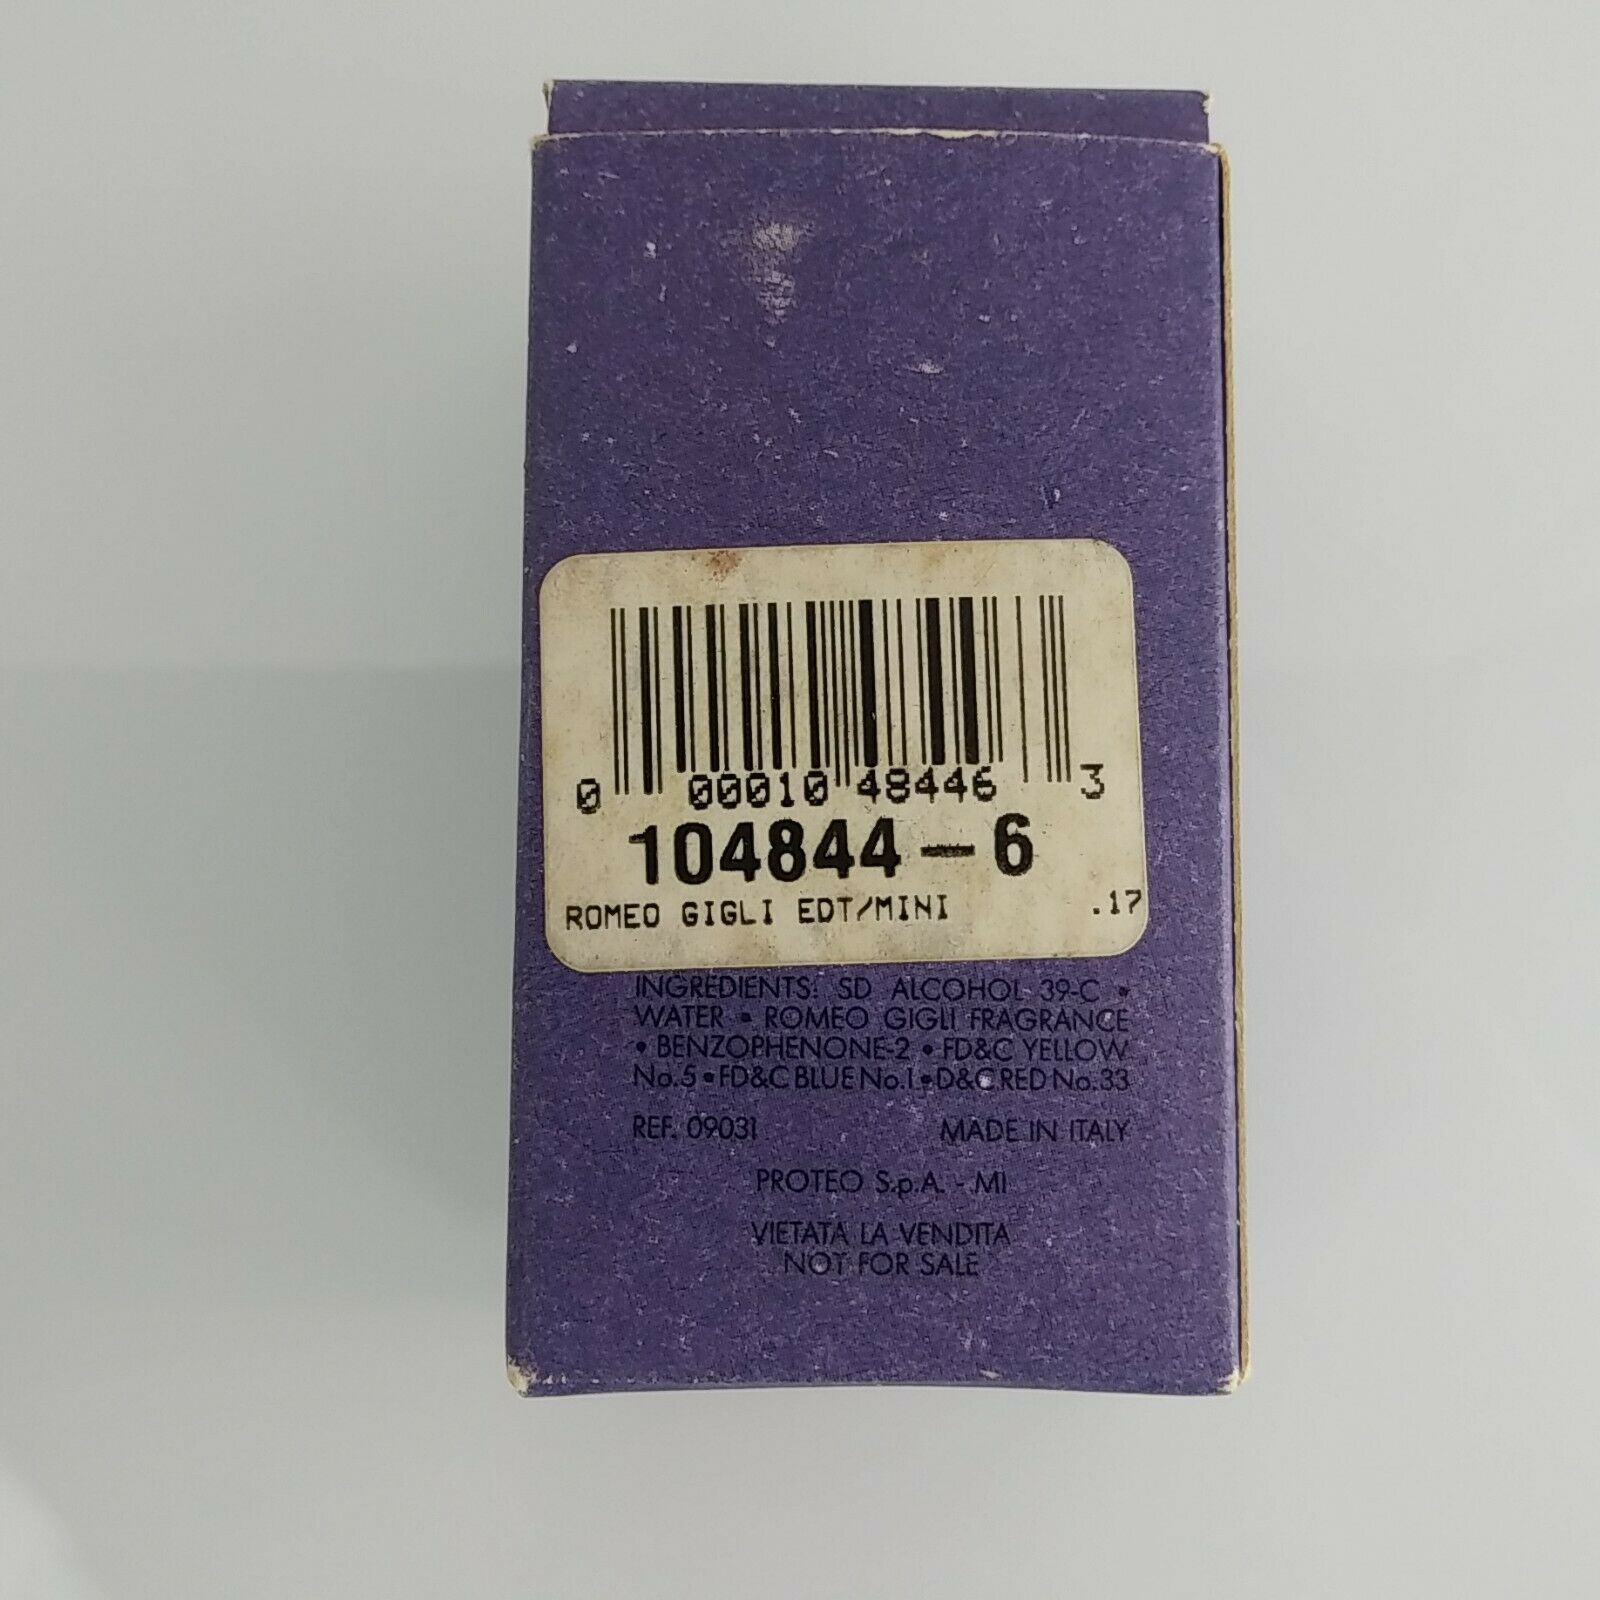 0 00010 48446 3
104844-6
ROMEO GIGLI EDT/MINI .17
INGREDIENTS: SD ALCOHOL 39-C •
WATER • ROMEO GIGLI FRAGRANCE
• BENZOPHENONE-2 • FD&C YELLOW
No.5 • FD&C BLUE No.1 • D&C RED No.33
REF. 09031 MADE IN ITALY
PROTEO S.p.A. - MI
VIETATA LA VENDITA
NOT FOR SALE